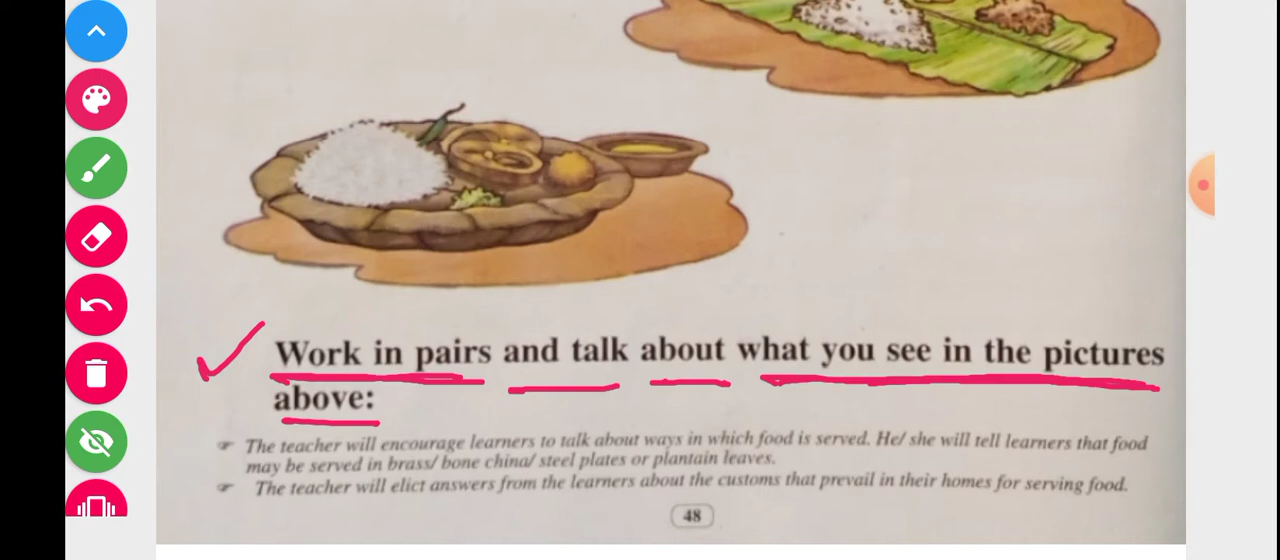 Work in pairs and talk about what you see in the pictures
above:
☞ The teacher will encourage learners to talk about ways in which food is served. He/ she will tell learners that food
may be served in brass/ bone china/ steel plates or plantain leaves.
☞ The teacher will elict answers from the learners about the customs that prevail in their homes for serving food.
48